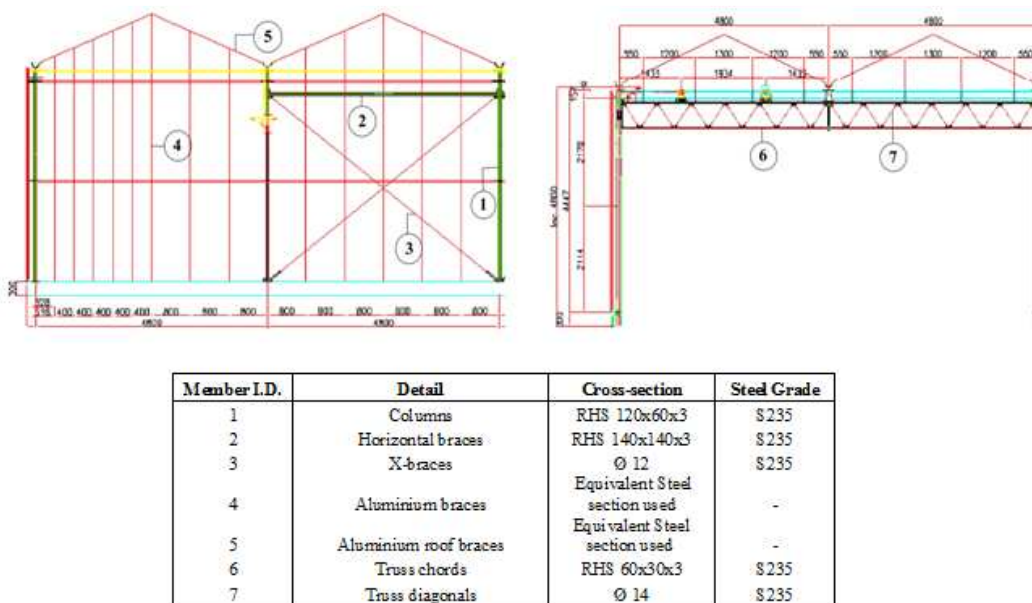 5
2
4
1
3
4800
4800
550 1200 1300 1200 550 550 1200 1300 1200 550
1433 1934 1433
6
7
2178
4447
2114
400 400 400 400 400 800 800 800 800 800 800 800 800 800
4800 4800
Member I.D. Detail Cross-section Steel Grade
1 Columns RHS 120x60x3 S235
2 Horizontal braces RHS 140x140x3 S235
3 X-braces Ø 12 S235
4 Aluminium braces Equivalent Steel section used -
5 Aluminium roof braces Equivalent Steel section used -
6 Truss chords RHS 60x30x3 S235
7 Truss diagonals Ø 14 S235